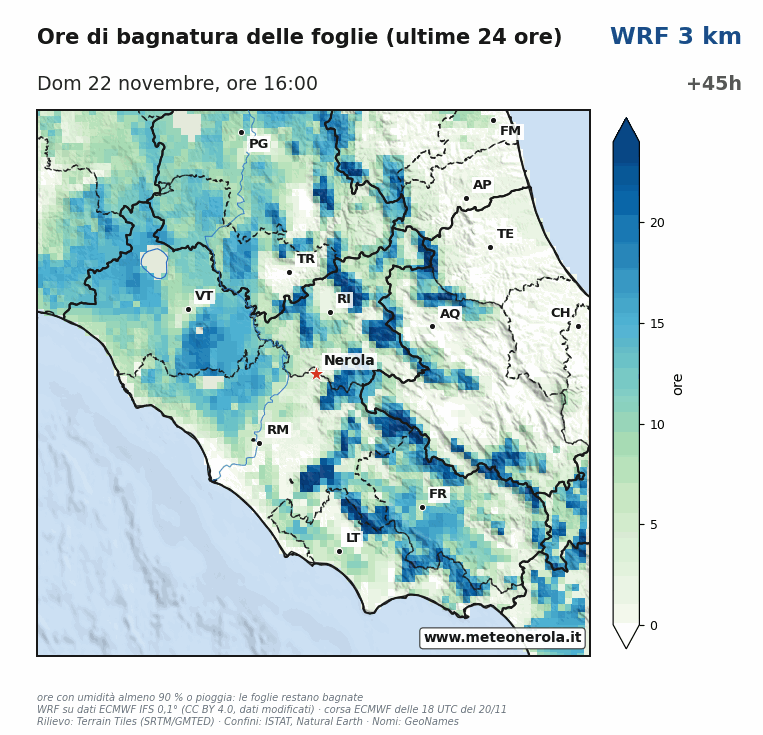 Ore di bagnatura delle foglie (ultime 24 ore)
WRF 3 km
Dom 22 novembre, ore 16:00
+45h
FM
PG
AP
TE
TR
VT
RI
AQ
CH
Nerola
RM
FR
LT
www.meteonerola.it
20
15
10
5
0
ore
ore con umidità almeno 90 % o pioggia: le foglie restano bagnate
WRF su dati ECMWF IFS 0,1° (CC BY 4.0, dati modificati) · corsa ECMWF delle 18 UTC del 20/11
Rilievo: Terrain Tiles (SRTM/GMTED) · Confini: ISTAT, Natural Earth · Nomi: GeoNames